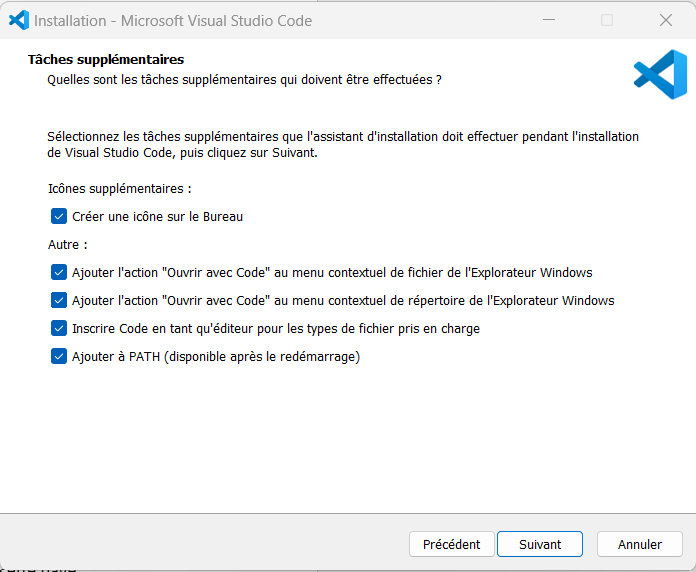 Installation - Microsoft Visual Studio Code
Tâches supplémentaires
Quelles sont les tâches supplémentaires qui doivent être effectuées ?
Sélectionnez les tâches supplémentaires que l'assistant d'installation doit effectuer pendant l'installation
de Visual Studio Code, puis cliquez sur Suivant.
Icônes supplémentaires :
Créer une icône sur le Bureau
Autre :
Ajouter l'action "Ouvrir avec Code" au menu contextuel de fichier de l'Explorateur Windows
Ajouter l'action "Ouvrir avec Code" au menu contextuel de répertoire de l'Explorateur Windows
Inscrire Code en tant qu'éditeur pour les types de fichier pris en charge
Ajouter à PATH (disponible après le redémarrage)
Précédent Suivant Annuler